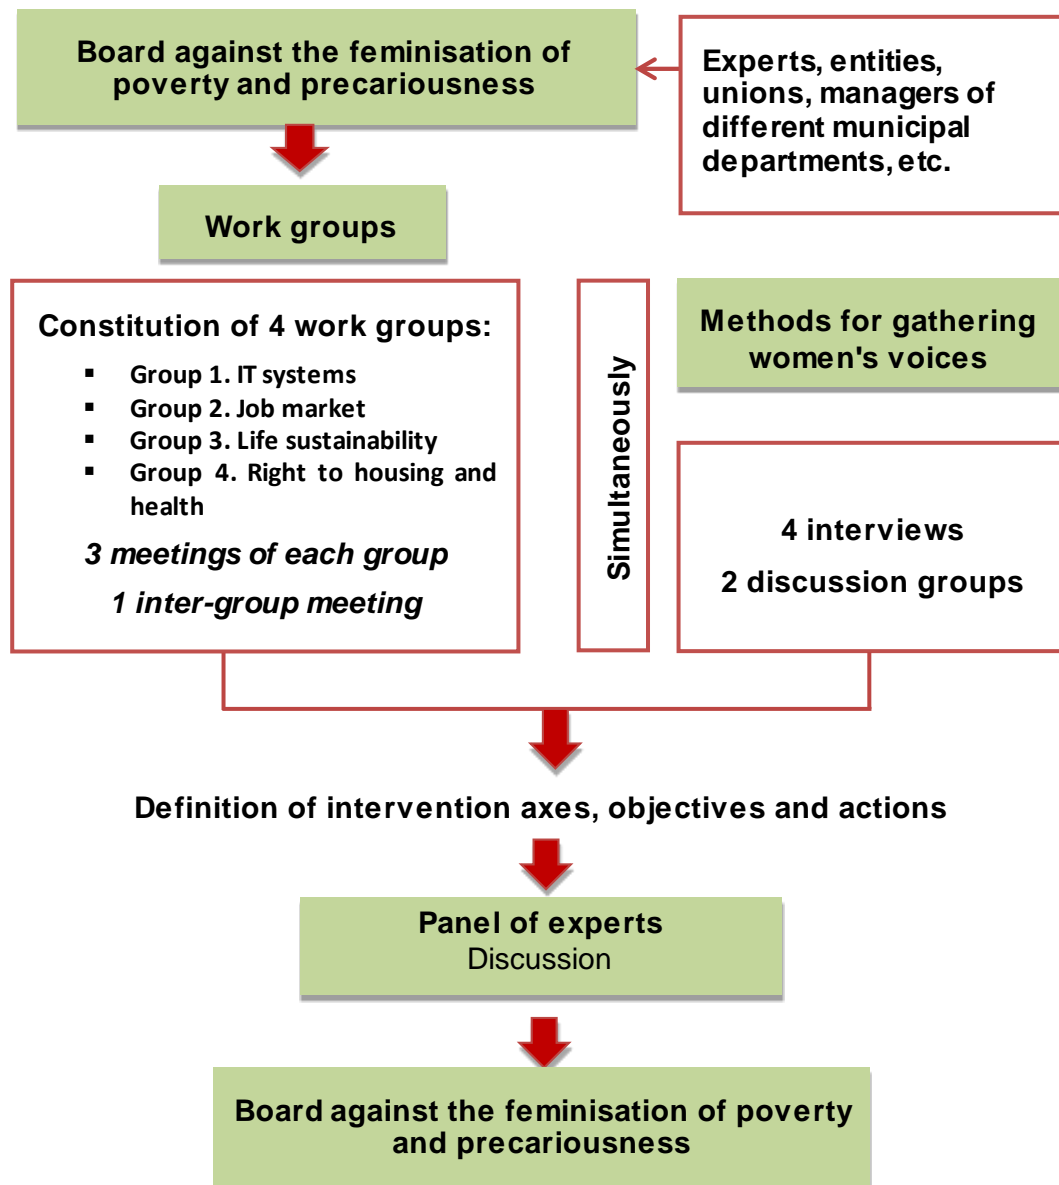 Board against the feminisation of
poverty and precariousness
Experts, entities,
unions, managers of
different municipal
departments, etc.
Work groups
Constitution of 4 work groups:
▪ Group 1. IT systems
▪ Group 2. Job market
▪ Group 3. Life sustainability
▪ Group 4. Right to housing and
health
3 meetings of each group
1 inter-group meeting
Simultaneously
Methods for gathering
women's voices
4 interviews
2 discussion groups
Definition of intervention axes, objectives and actions
Panel of experts
Discussion
Board against the feminisation of poverty
and precariousness